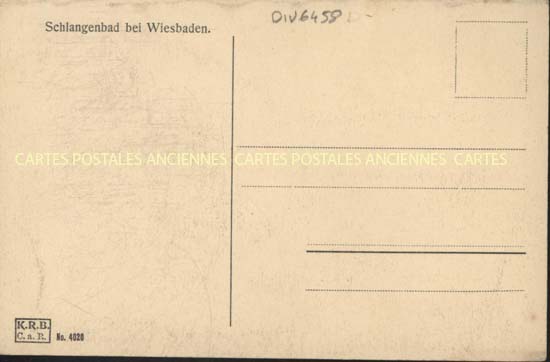 DIV6458
Schlangenbad bei Wiesbaden.
CARTES POSTALES ANCIENNES CARTES POSTALES ANCIENNES CARTES
K.R.B.
C.a.R.
No. 4020